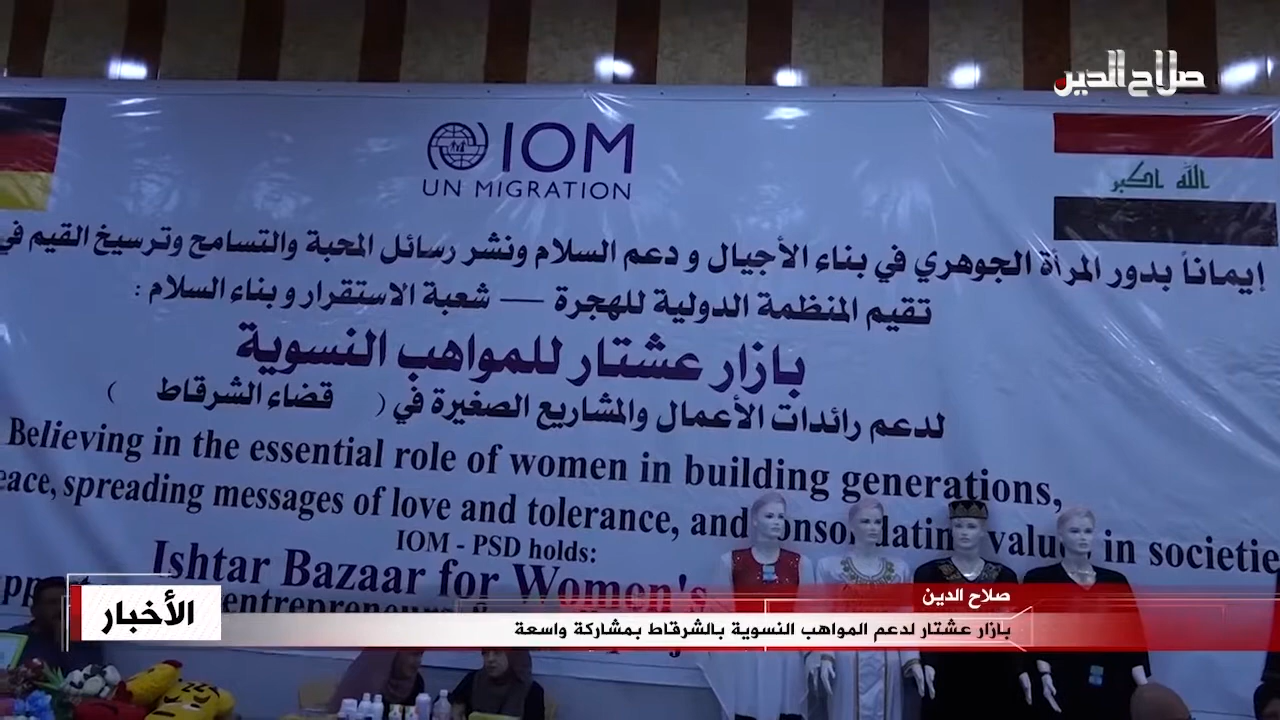 صلاح الدين
IOM
UN MIGRATION
الله اكبر
إيماناً بدور المرأة الجوهري في بناء الأجيال و دعم السلام ونشر رسائل المحبة والتسامح وترسيخ القيم في
تقيم المنظمة الدولية للهجرة — شعبة الاستقرار و بناء السلام :
بازار عشتار للمواهب النسوية
لدعم رائدات الأعمال والمشاريع الصغيرة في ( قضاء الشرقاط )
Believing in the essential role of women in building generations,
eace, spreading messages of love and tolerance, and in societie
IOM - PSD holds:
Ishtar Bazaar for Women's
entrepreneurs
صلاح الدين
الأخبار
بازار عشتار لدعم المواهب النسوية بالشرقاط بمشاركة واسعة